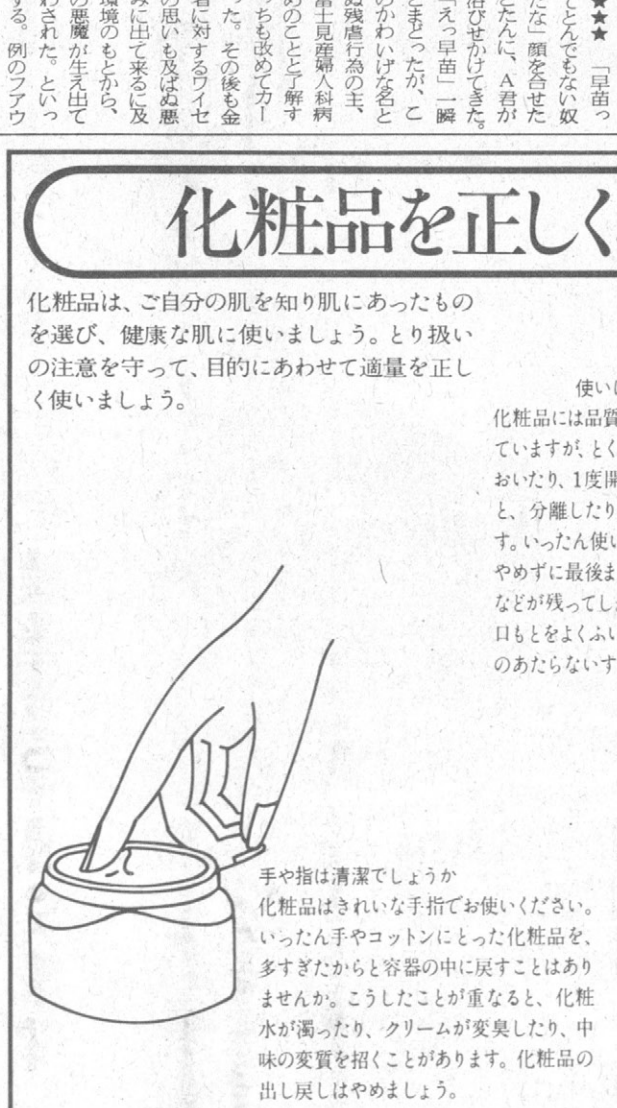 ★★★ 「早苗っ
てとんでもない奴
だな」顔を合せた
とたんに、A君が
浴びせかけてきた。
「えっ早苗」一瞬
とまどったが、こ
のかわいげな名と
ぬ残虐行為の主、
富士見産婦人科病
のことと了解す
っちも改めてカー
った。その後も金
者に対するワイセ
の思いも及ばぬ悪
みに出て来るに及
環境のもとから、
の悪魔が生え出て
わされた。といっ
する。例のファウ
化粧品を正しく
化粧品は、ご自分の肌を知り肌にあったもの
を選び、健康な肌に使いましょう。とり扱い
の注意を守って、目的にあわせて適量を正し
く使いましょう。
使い
化粧品には品質
ていますが、とく
おいたり、1度開
と、分離したり
す。いったん使い
やめずに最後ま
などが残ってし
口もとをよくふい
のあたらないす
手や指は清潔でしょうか
化粧品はきれいな手指でお使いください。
いったん手やコットンにとった化粧品を、
多すぎたからと容器の中に戻すことはあり
ませんか。こうしたことが重なると、化粧
水が濁ったり、クリームが変臭したり、中
味の変質を招くことがあります。化粧品の
出し戻しはやめましょう。